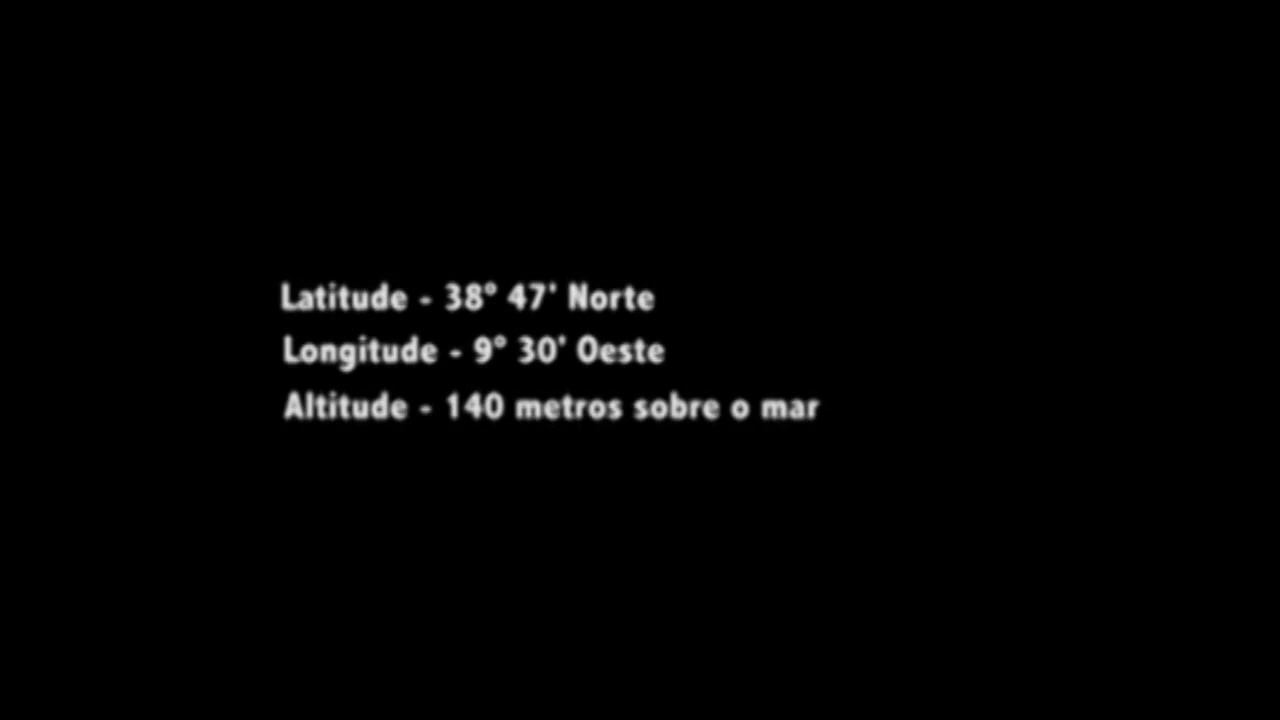 Latitude - 38° 47' Norte
Longitude - 9° 30' Oeste
Altitude - 140 metros sobre o mar